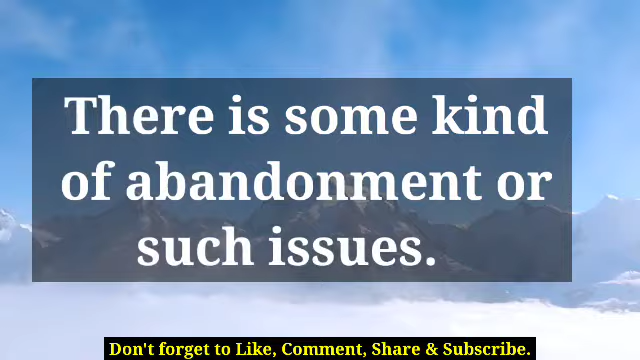 There is some kind
of abandonment or
such issues.
Don't forget to Like, Comment, Share & Subscribe.